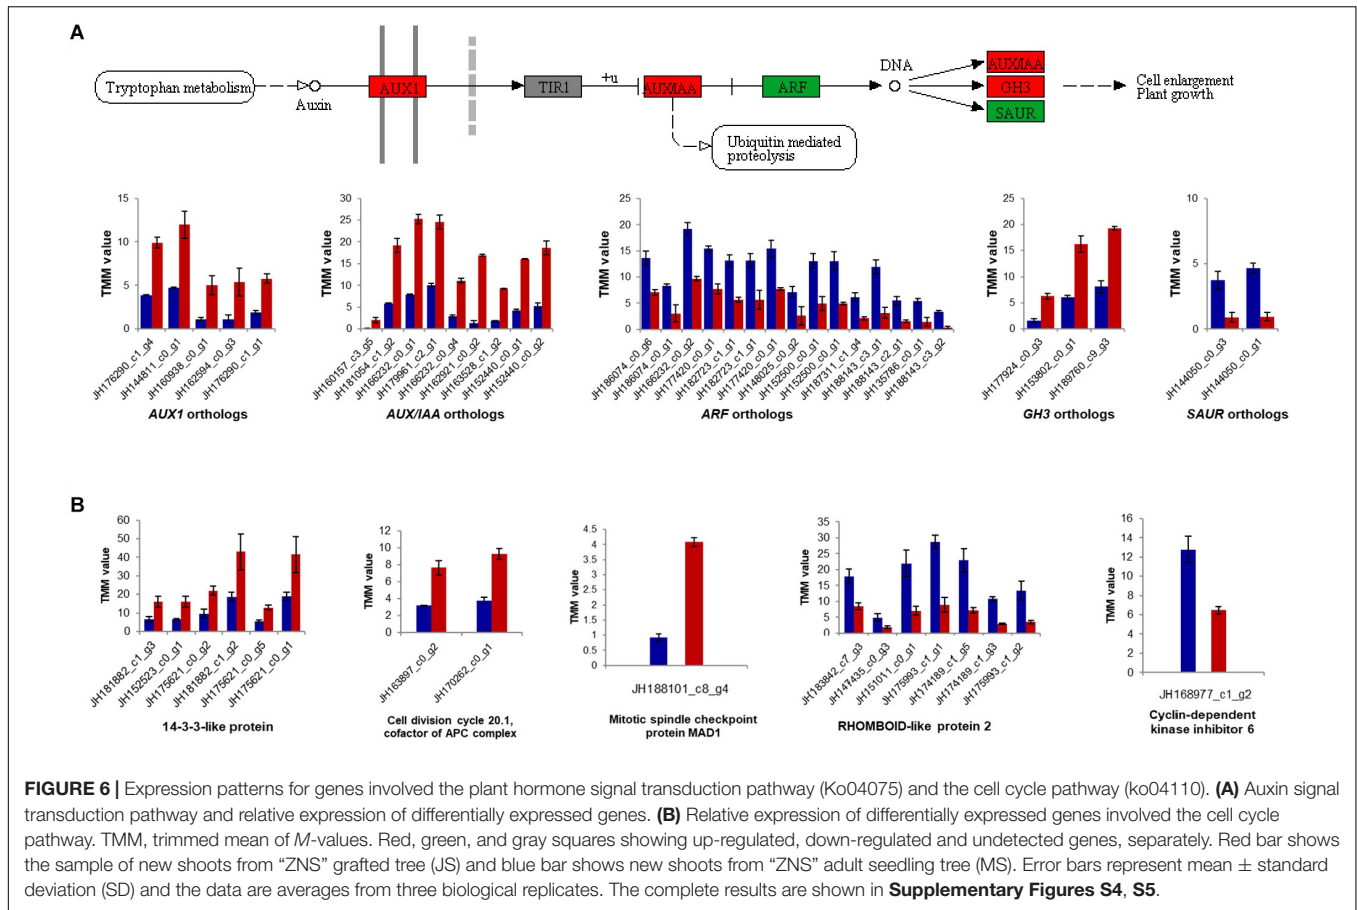 A
Tryptophan metabolism
Auxin
AUX1
TIR1
+u
AUX/IAA
ARF
DNA
AUX/IAA
GH3
SAUR
Cell enlargement
Plant growth
Ubiquitin mediated
proteolysis
TMM value
15
10
5
0
JH176290_c1_g4
JH144811_c0_g1
JH160938_c0_g1
JH162594_c0_g3
JH176290_c1_g1
AUX1 orthologs
TMM value
30
25
20
15
10
5
0
JH160157_c3_g5
JH181054_c1_g2
JH166232_c0_g1
JH179961_c2_g1
JH166232_c0_g4
JH162921_c0_g2
JH163528_c1_g2
JH152440_c0_g1
JH152440_c0_g2
AUX/IAA orthologs
TMM value
25
20
15
10
5
0
JH186074_c0_g6
JH186074_c0_g1
JH166232_c0_g2
JH177420_c0_g1
JH182723_c1_g1
JH182723_c1_g1
JH177420_c0_g1
JH148025_c0_g2
JH152500_c0_g1
JH152500_c0_g1
JH187311_c1_g4
JH188143_c3_g1
JH188143_c2_g1
JH135786_c0_g1
JH188143_c3_g2
ARF orthologs
TMM value
25
20
15
10
5
0
JH177924_c0_g3
JH153802_c0_g1
JH189760_c9_g3
GH3 orthologs
TMM value
10
5
0
JH144050_c0_g3
JH144050_c0_g1
SAUR orthologs
B
TMM value
60
50
40
30
20
10
0
JH181882_c1_g3
JH152523_c0_g1
JH175621_c0_g2
JH181882_c1_g2
JH175621_c0_g5
JH175621_c0_g1
14-3-3-like protein
TMM value
12
10
8
6
4
2
0
JH163897_c0_g2
JH170262_c0_g1
Cell division cycle 20.1,
cofactor of APC complex
TMM value
4.5
4
3.5
3
2.5
2
1.5
1
0.5
0
JH188101_c8_g4
Mitotic spindle checkpoint
protein MAD1
TMM value
35
30
25
20
15
10
5
0
JH183842_c7_g3
JH147435_c0_g3
JH151011_c0_g1
JH175993_c1_g1
JH174189_c1_g5
JH174189_c1_g3
JH175993_c1_g2
RHOMBOID-like protein 2
TMM value
16
14
12
10
8
6
4
2
0
JH168977_c1_g2
Cyclin-dependent
kinase inhibitor 6
FIGURE 6 | Expression patterns for genes involved the plant hormone signal transduction pathway (Ko04075) and the cell cycle pathway (ko04110). (A) Auxin signal
transduction pathway and relative expression of differentially expressed genes. (B) Relative expression of differentially expressed genes involved the cell cycle
pathway. TMM, trimmed mean of M-values. Red, green, and gray squares showing up-regulated, down-regulated and undetected genes, separately. Red bar shows
the sample of new shoots from “ZNS” grafted tree (JS) and blue bar shows new shoots from “ZNS” adult seedling tree (MS). Error bars represent mean ± standard
deviation (SD) and the data are averages from three biological replicates. The complete results are shown in Supplementary Figures S4, S5.